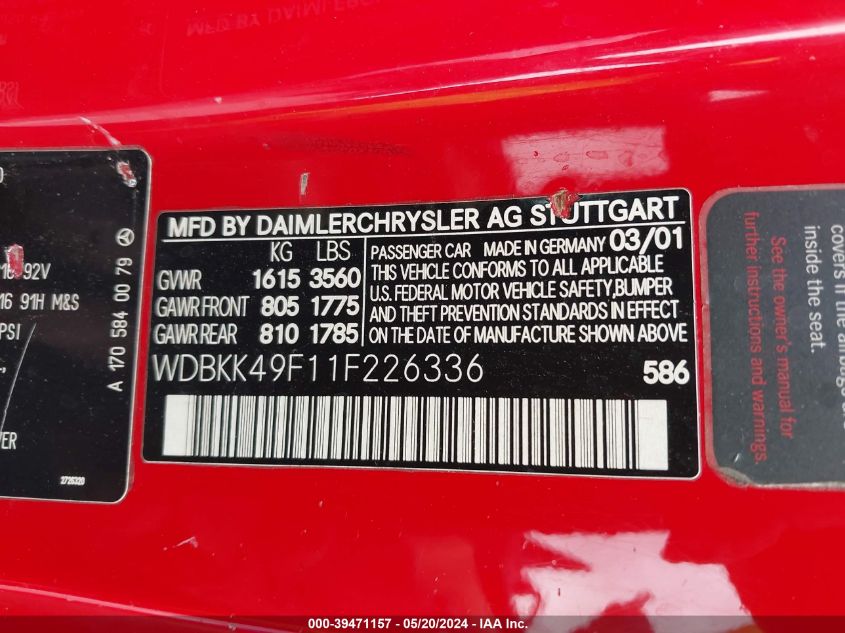 MFD BY DAIMLERCHRYSLER AG STUTTGART
KG LBS
GVWR 1615 3560
GAWR FRONT 805 1775
GAWR REAR 810 1785
PASSENGER CAR MADE IN GERMANY 03/01
THIS VEHICLE CONFORMS TO ALL APPLICABLE
U.S. FEDERAL MOTOR VEHICLE SAFETY, BUMPER
AND THEFT PREVENTION STANDARDS IN EFFECT
ON THE DATE OF MANUFACTURE SHOWN ABOVE
WDBKK49F11F226336
586
92V
16 91H M&S
PSI
A 170 584 00 79
covers if the
inside the seat.
See the owner's manual for
further instructions and warnings.
000-39471157 - 05/20/2024 - IAA Inc.